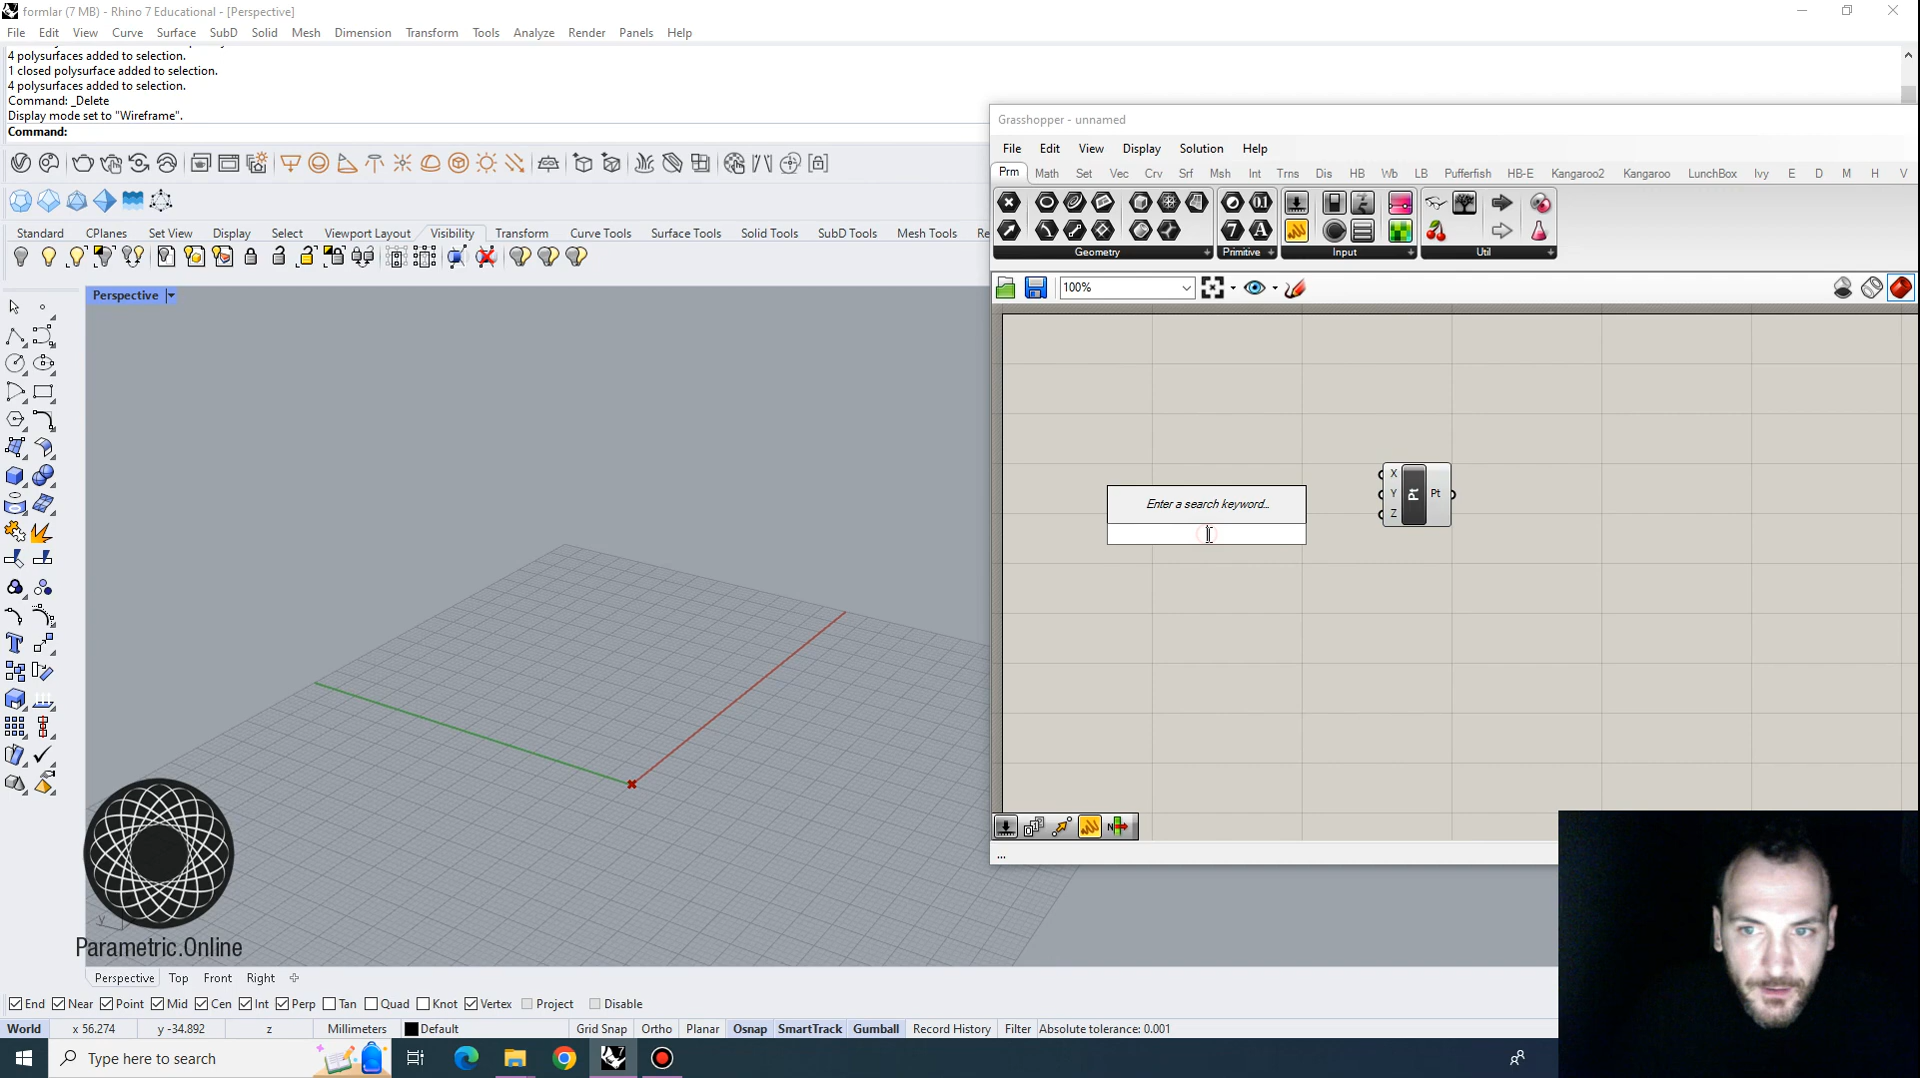 formlar (7 MB) - Rhino 7 Educational - [Perspective]
File Edit View Curve Surface SubD Solid Mesh Dimension Transform Tools Analyze Render Panels Help
4 polysurfaces added to selection.
1 closed polysurface added to selection.
4 polysurfaces added to selection.
Command: _Delete
Display mode set to "Wireframe".
Command:
Standard CPlanes Set View Display Select Viewport Layout Visibility Transform Curve Tools Surface Tools Solid Tools SubD Tools Mesh Tools Re
Perspective
Grasshopper - unnamed
File Edit View Display Solution Help
Prm Math Set Vec Crv Srf Msh Int Trns Dis HB Wb LB Pufferfish HB-E Kangaroo2 Kangaroo LunchBox Ivy E D M H V
Geometry Primitive Input Util
100%
Enter a search keyword...
X
Y
Z
Pt
Pt
...
y
Parametric.Online
Perspective Top Front Right
End Near Point Mid Cen Int Perp Tan Quad Knot Vertex Project Disable
World x 56.274 y -34.892 z Millimeters Default Grid Snap Ortho Planar Osnap SmartTrack Gumball Record History Filter Absolute tolerance: 0.001
Type here to search